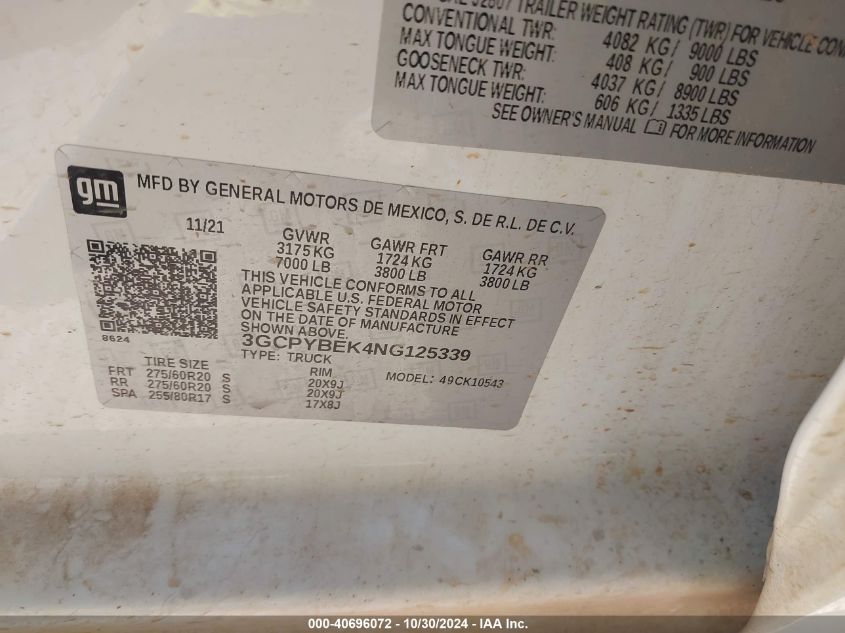 J2807 TRAILER WEIGHT RATING (TWR) FOR VEHICLE
CONVENTIONAL TWR: 4082 KG/ 9000 LBS
MAX TONGUE WEIGHT: 408 KG/ 900 LBS
GOOSENECK TWR: 4037 KG/ 8900 LBS
MAX TONGUE WEIGHT: 606 KG/ 1335 LBS
SEE OWNER'S MANUAL FOR MORE INFORMATION
gm
MFD BY GENERAL MOTORS DE MEXICO, S. DE R.L. DE C.V.
11/21 GVWR GAWR FRT GAWR RR
3175 KG 1724 KG 1724 KG
7000 LB 3800 LB 3800 LB
THIS VEHICLE CONFORMS TO ALL
APPLICABLE U.S. FEDERAL MOTOR
VEHICLE SAFETY STANDARDS IN EFFECT
ON THE DATE OF MANUFACTURE
SHOWN ABOVE.
8624
3GCPYBEK4NG125339
TYPE: TRUCK
TIRE SIZE RIM MODEL: 49CK10543
FRT 275/60R20 S 20X9J
RR 275/60R20 S 20X9J
SPA 255/80R17 S 17X8J
000-40696072 - 10/30/2024 - IAA Inc.